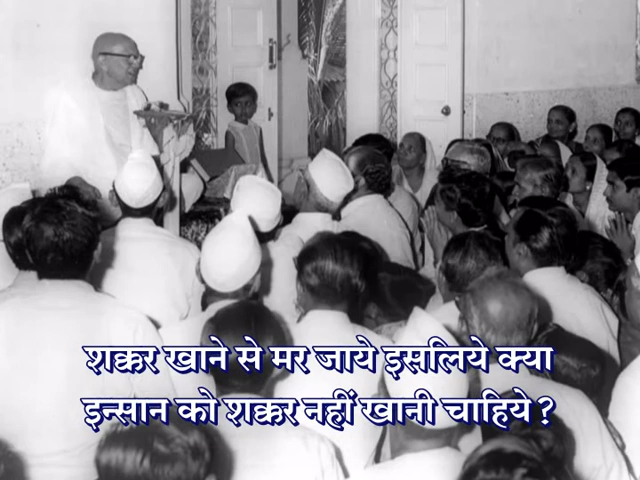 शक्कर खाने से मर जाये इसलिये क्या
इन्सान को शक्कर नहीं खानी चाहिये ?